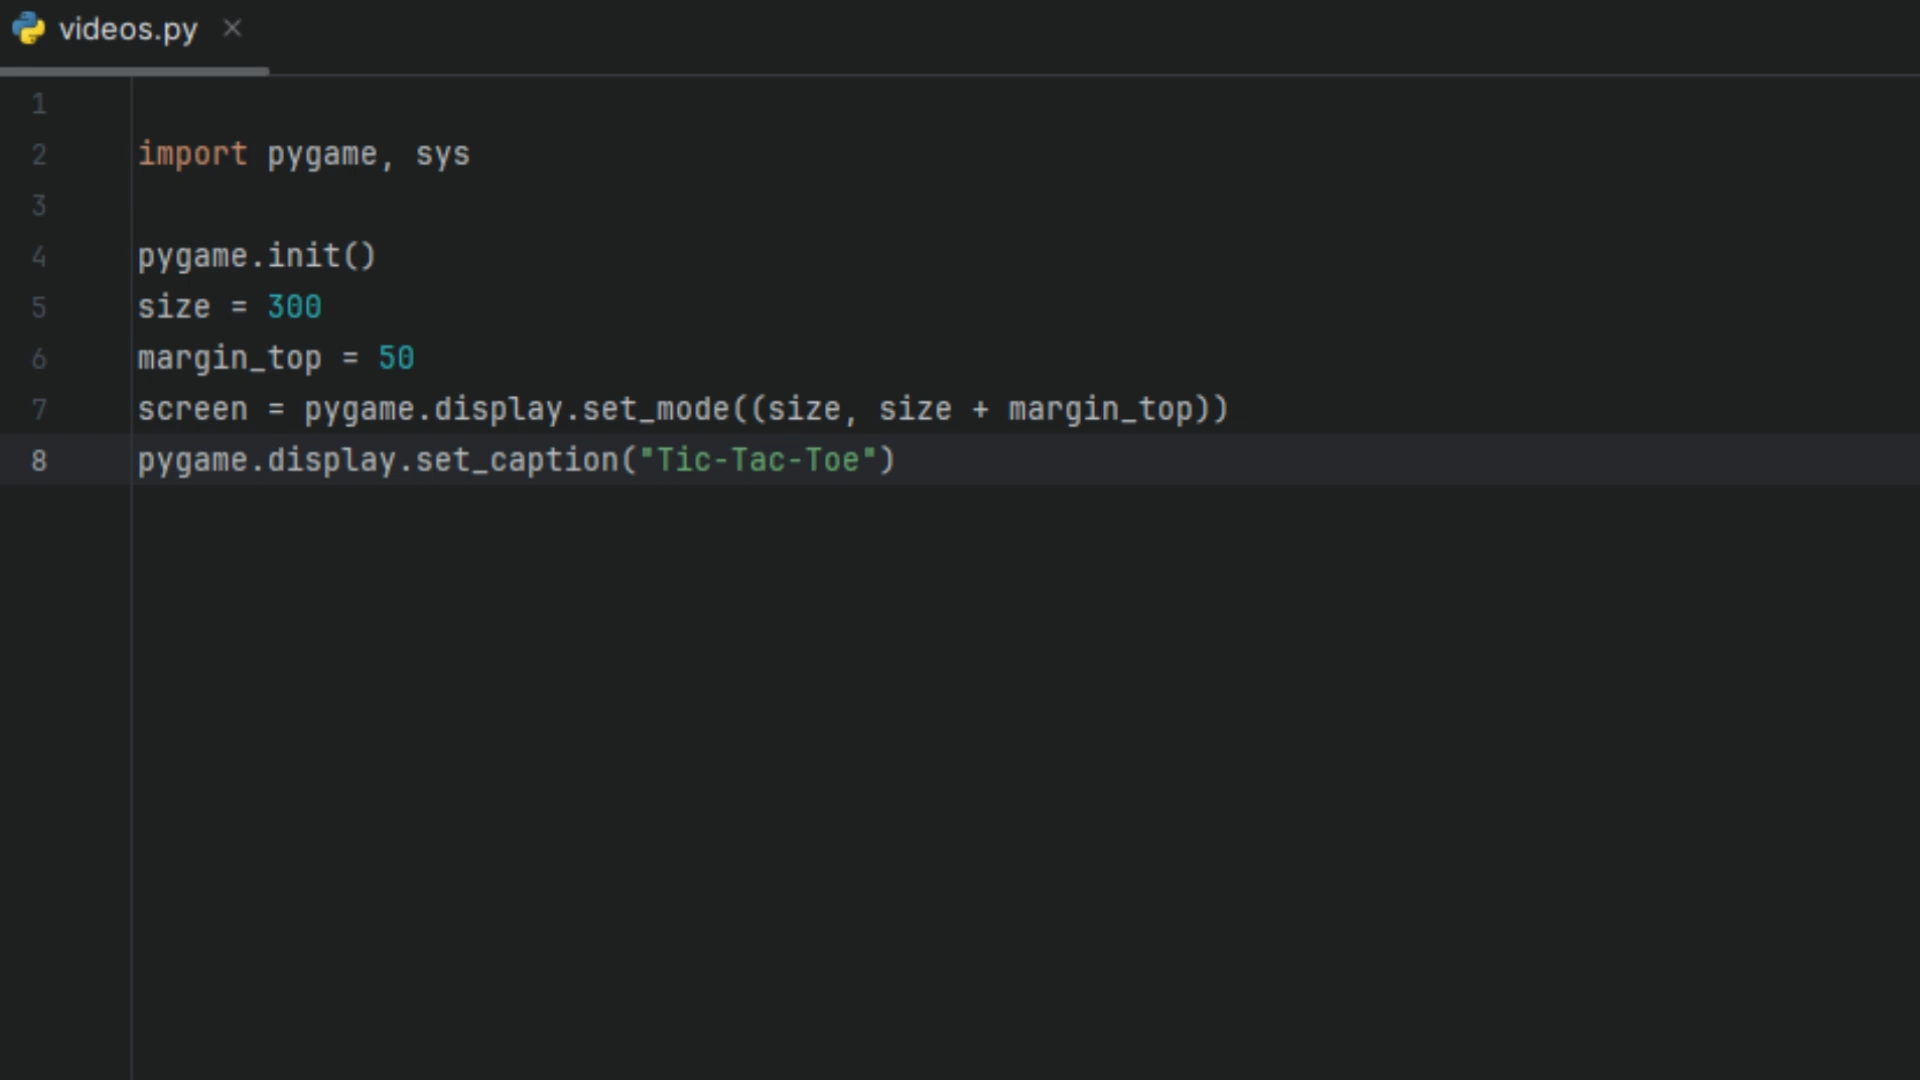 videos.py
1
2 import pygame, sys
3
4 pygame.init()
5 size = 300
6 margin_top = 50
7 screen = pygame.display.set_mode((size, size + margin_top))
8 pygame.display.set_caption("Tic-Tac-Toe")